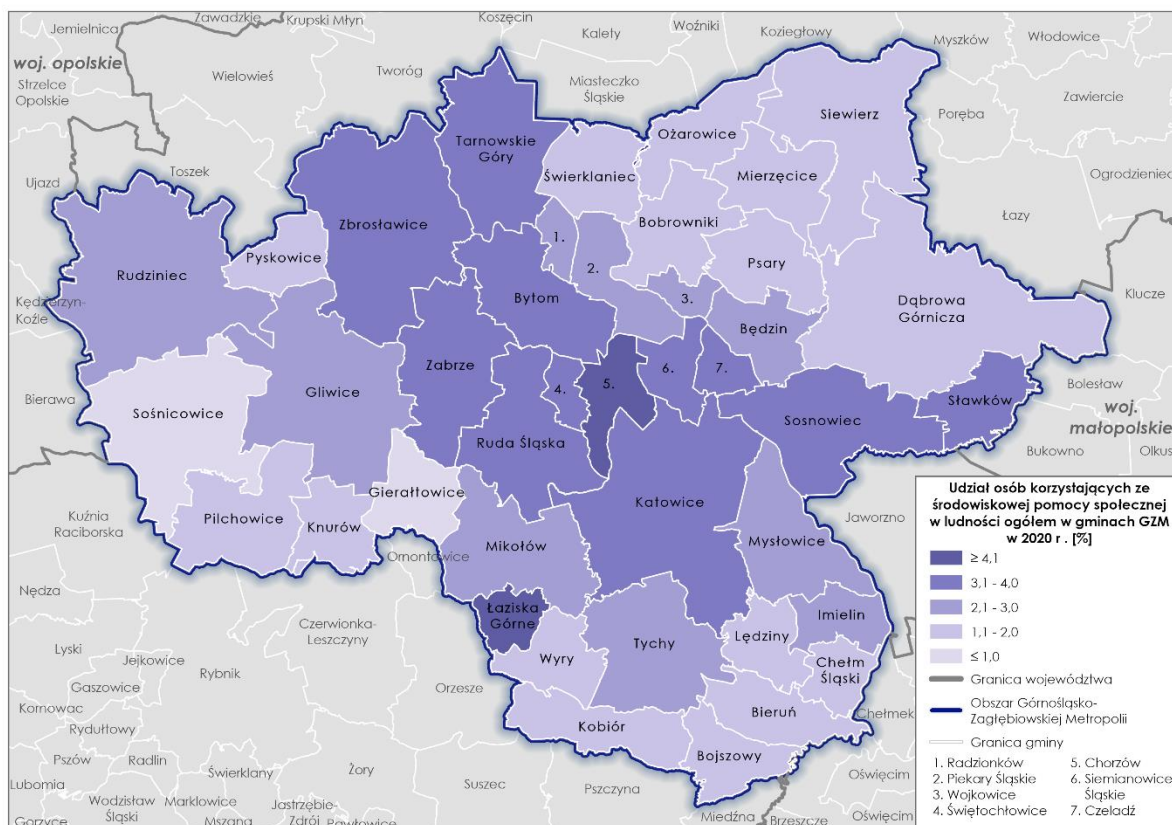 Jemielnica
Zawadzkie
Krupski Młyn
Koszęcin
Kalety
Woźniki
Koziegłowy
Myszków
Włodowice
woj. opolskie
Strzelce
Opolskie
Wielowieś
Tworóg
Miasteczko
Śląskie
Poręba
Zawiercie
Siewierz
Ożarowice
Tarnowskie
Góry
Ujazd
Toszek
Świerklaniec
Mierzęcice
Ogrodzieniec
Łazy
Zbrosławice
Bobrowniki
1.
Pyskowice
Psary
2.
Rudziniec
Bytom
3.
Dąbrowa
Górnicza
Klucze
Kędzierzyn-
Koźle
Będzin
Zabrze
5.
6.
7.
4.
Bolesław
Bierawa
Gliwice
Sławków
Sośnicowice
Sosnowiec
woj.
małopolskie
Ruda Śląska
Bukowno
Olkus
Gierałtowice
Katowice
Kuźnia
Raciborska
Pilchowice
Knurów
Jaworzno
Ornontowice
Mikołów
Mysłowice
Nędza
Łaziska
Górne
Imielin
Czerwionka-
Leszczyny
Tychy
Lędziny
Lyski
Jejkowice
Rybnik
Wyry
Chełm
Śląski
Gaszowice
Orzesze
Kornowac
Bieruń
Chełmek
Rydułtowy
Kobiór
Bojszowy
Pszów
Radlin
Świerklany
Żory
Suszec
Pszczyna
Oświęcim
Lubomia
Wodzisław
Śląski
Marklowice
Jastrzębie-
Zdrój
Miedźna
Oświęcim
Gorzyce
Mszana
Pawłowice
Brzeszcze
Udział osób korzystających ze
środowiskowej pomocy społecznej
w ludności ogółem w gminach GZM
w 2020 r . [%]
≥ 4,1
3,1 - 4,0
2,1 - 3,0
1,1 - 2,0
≤ 1,0
Granica województwa
Obszar Górnośląsko-
Zagłębiowskiej Metropolii
Granica gminy
1. Radzionków
2. Piekary Śląskie
3. Wojkowice
4. Świętochłowice
5. Chorzów
6. Siemianowice
Śląskie
7. Czeladź